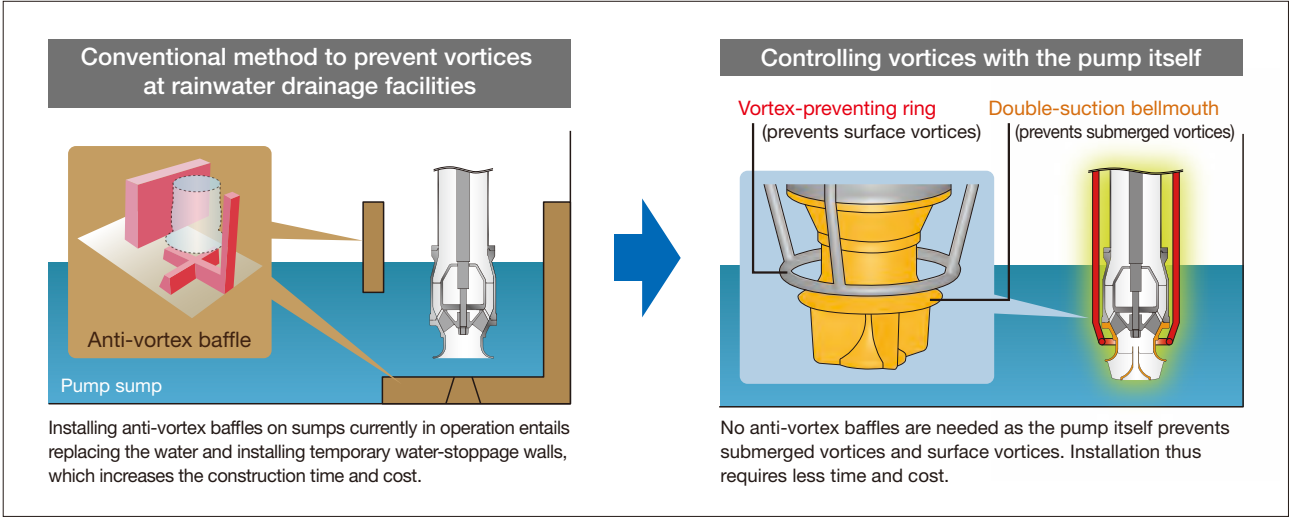 Conventional method to prevent vortices
at rainwater drainage facilities
Anti-vortex baffle
Pump sump
Installing anti-vortex baffles on sumps currently in operation entails
replacing the water and installing temporary water-stoppage walls,
which increases the construction time and cost.
Controlling vortices with the pump itself
Vortex-preventing ring
(prevents surface vortices)
Double-suction bellmouth
(prevents submerged vortices)
No anti-vortex baffles are needed as the pump itself prevents
submerged vortices and surface vortices. Installation thus
requires less time and cost.